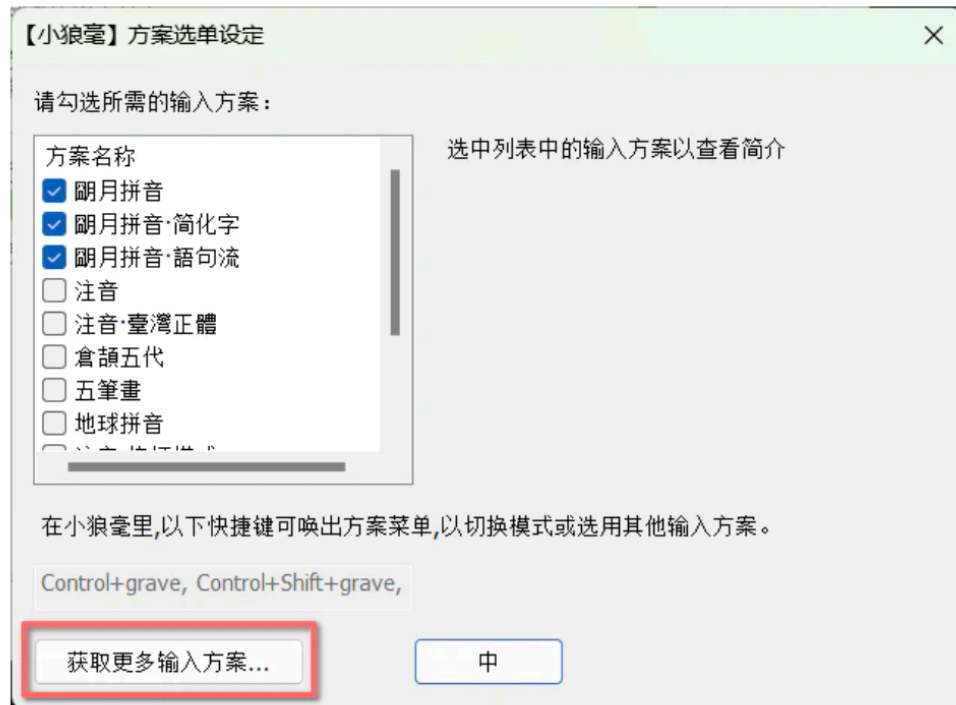 【小狼毫】方案选单设定
请勾选所需的输入方案：
方案名称
朙月拼音
朙月拼音·简化字
朙月拼音·語句流
注音
注音·臺灣正體
倉頡五代
五筆畫
地球拼音
选中列表中的输入方案以查看简介
在小狼毫里,以下快捷键可唤出方案菜单,以切换模式或选用其他输入方案。
Control+grave, Control+Shift+grave,
获取更多输入方案...
中